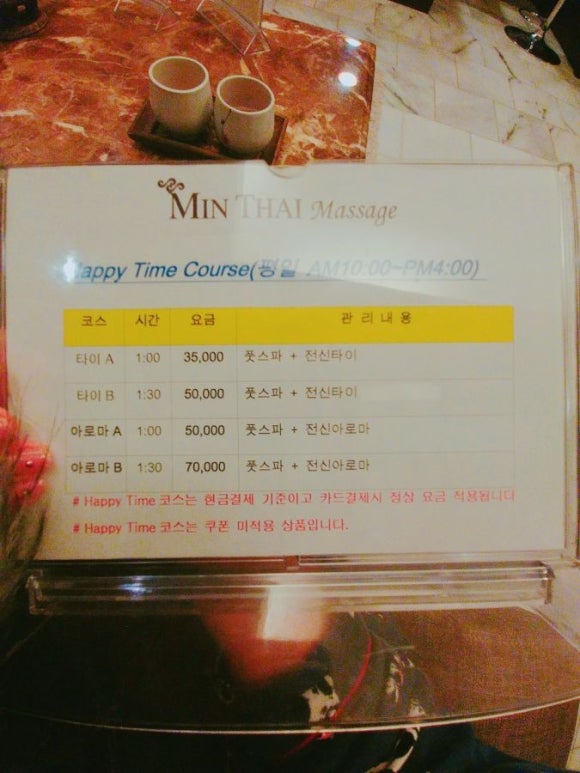 MIN THAI Massage
Happy Time Course(평일 AM10:00~PM4:00)
코스 시간 요금 관 리 내 용
타이 A 1:00 35,000 풋스파 + 전신타이
타이 B 1:30 50,000 풋스파 + 전신타이
아로마 A 1:00 50,000 풋스파 + 전신아로마
아로마 B 1:30 70,000 풋스파 + 전신아로마
# Happy Time 코스는 현금결제 기준이고 카드결제시 정상 요금 적용됩니다
# Happy Time 코스는 쿠폰 미적용 상품입니다.